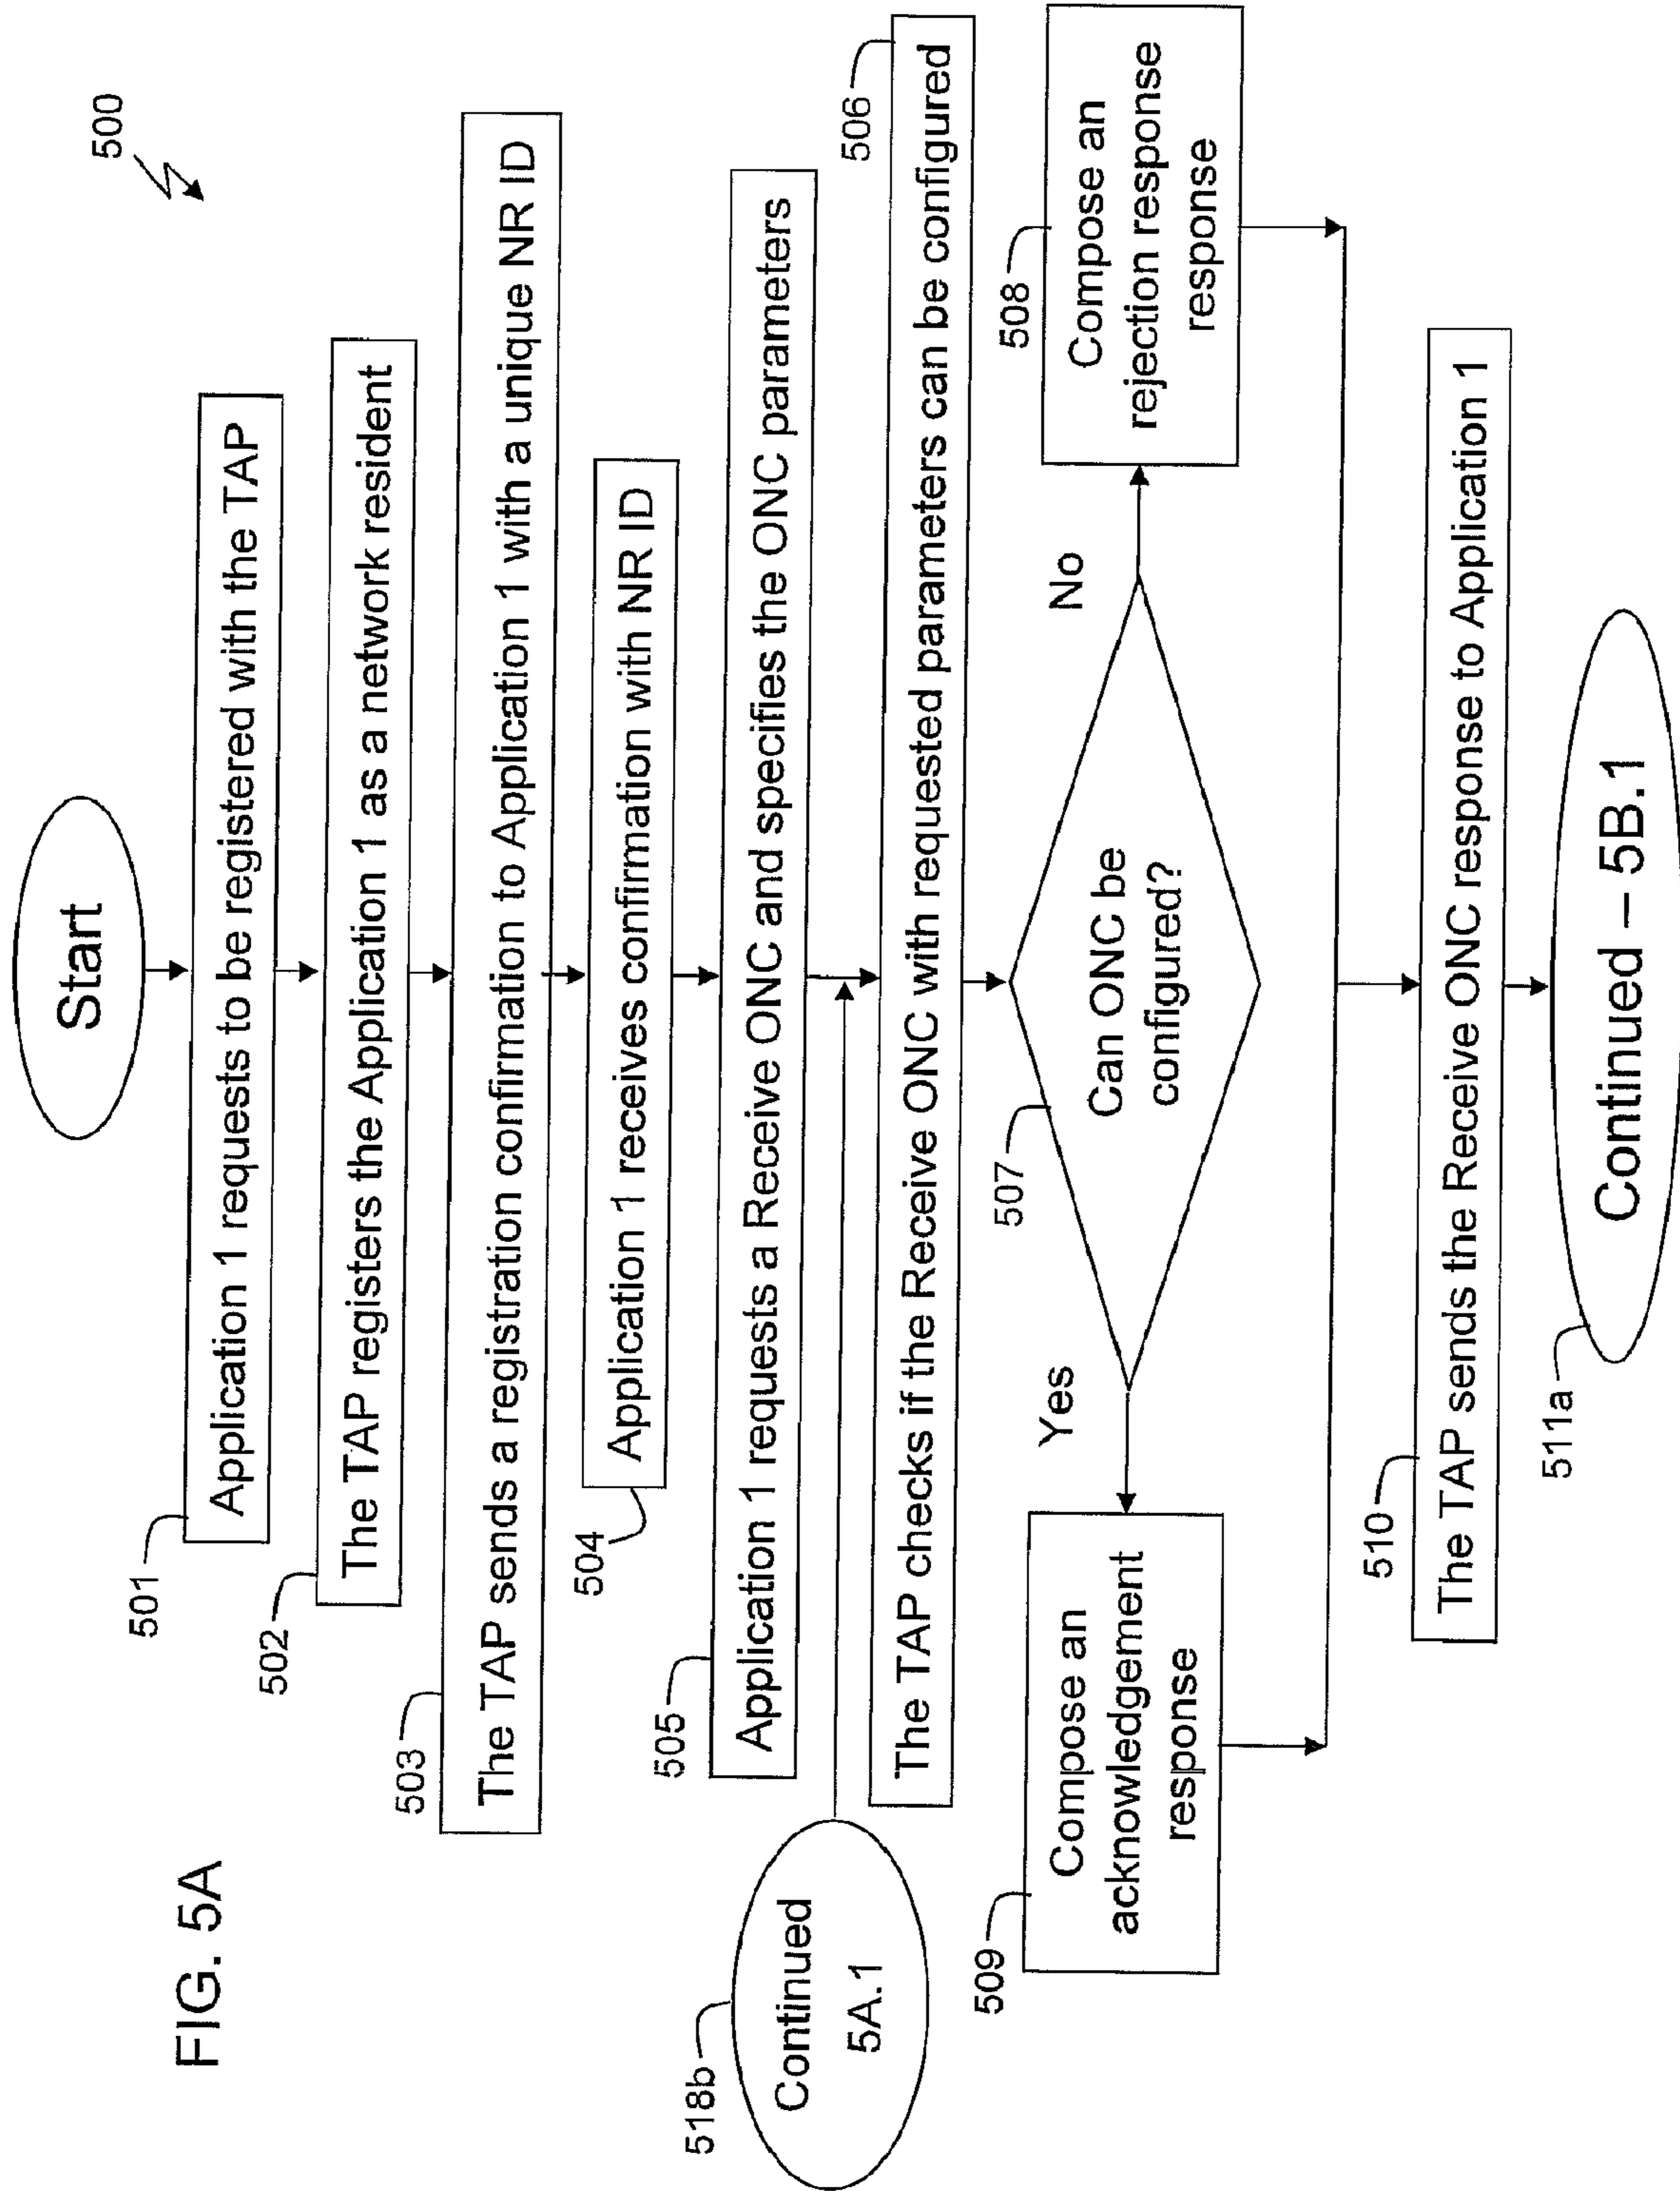 FIG. 5A
500
Start
501
Application 1 requests to be registered with the TAP
502
The TAP registers the Application 1 as a network resident
503
The TAP sends a registration confirmation to Application 1 with a unique NR ID
504
Application 1 receives confirmation with NR ID
505
Application 1 requests a Receive ONC and specifies the ONC parameters
518b
Continued
5A.1
506
The TAP checks if the Receive ONC with requested parameters can be configured
507
Can ONC be
configured?
Yes
No
509
Compose an
acknowledgement
response
508
Compose an
rejection response
response
510
The TAP sends the Receive ONC response to Application 1
511a
Continued – 5B.1